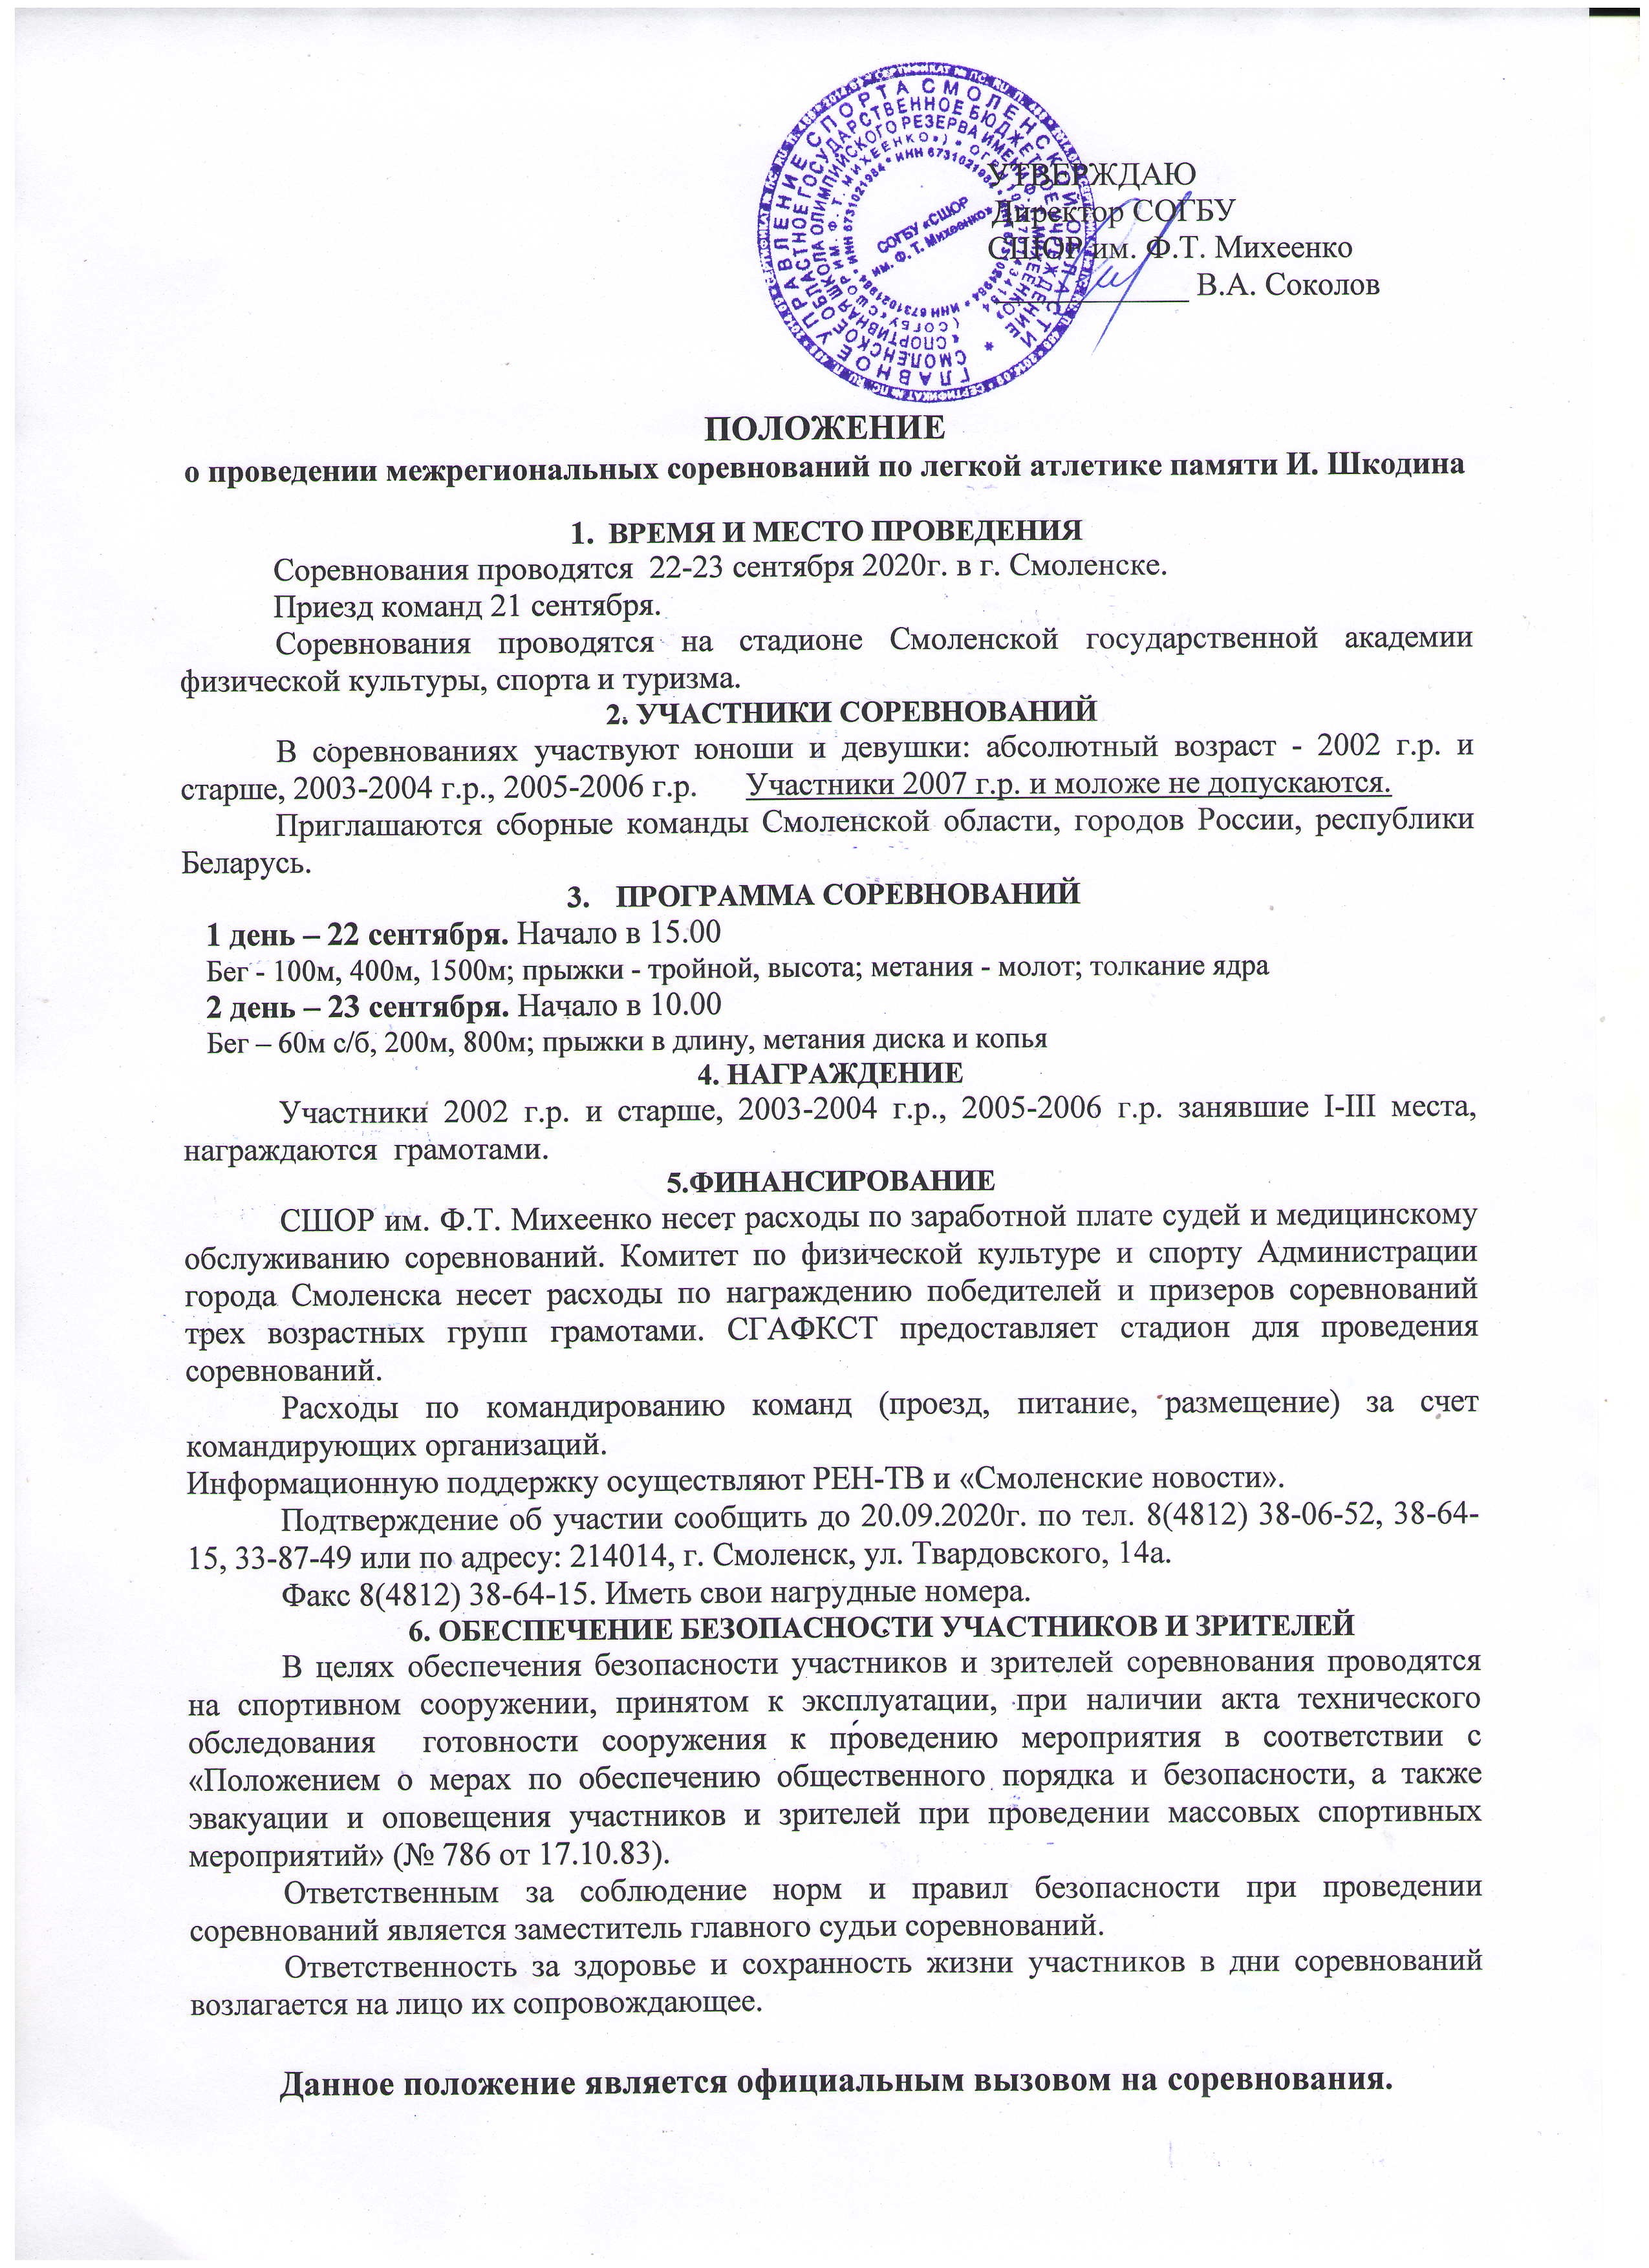 УТВЕРЖДАЮ
Директор СОГБУ
СШОР им. Ф.Т. Михеенко
____________ В.А. Соколов
СОГБУ «СШОР
им. Ф. Т. Михеенко»
ГЛАВНОЕ УПРАВЛЕНИЕ СПОРТА СМОЛЕНСКОЙ ОБЛАСТИ
СМОЛЕНСКОЕ ОБЛАСТНОЕ ГОСУДАРСТВЕННОЕ БЮДЖЕТНОЕ УЧРЕЖДЕНИЕ
ИНН 6731021984
ПОЛОЖЕНИЕ
о проведении межрегиональных соревнований по легкой атлетике памяти И. Шкодина
1. ВРЕМЯ И МЕСТО ПРОВЕДЕНИЯ
Соревнования проводятся 22-23 сентября 2020г. в г. Смоленске.
Приезд команд 21 сентября.
Соревнования проводятся на стадионе Смоленской государственной академии
физической культуры, спорта и туризма.
2. УЧАСТНИКИ СОРЕВНОВАНИЙ
В соревнованиях участвуют юноши и девушки: абсолютный возраст - 2002 г.р. и
старше, 2003-2004 г.р., 2005-2006 г.р. Участники 2007 г.р. и моложе не допускаются.
Приглашаются сборные команды Смоленской области, городов России, республики
Беларусь.
3. ПРОГРАММА СОРЕВНОВАНИЙ
1 день – 22 сентября. Начало в 15.00
Бег - 100м, 400м, 1500м; прыжки - тройной, высота; метания - молот; толкание ядра
2 день – 23 сентября. Начало в 10.00
Бег – 60м с/б, 200м, 800м; прыжки в длину, метания диска и копья
4. НАГРАЖДЕНИЕ
Участники 2002 г.р. и старше, 2003-2004 г.р., 2005-2006 г.р. занявшие I-III места,
награждаются грамотами.
5.ФИНАНСИРОВАНИЕ
СШОР им. Ф.Т. Михеенко несет расходы по заработной плате судей и медицинскому
обслуживанию соревнований. Комитет по физической культуре и спорту Администрации
города Смоленска несет расходы по награждению победителей и призеров соревнований
трех возрастных групп грамотами. СГАФКСТ предоставляет стадион для проведения
соревнований.
Расходы по командированию команд (проезд, питание, размещение) за счет
командирующих организаций.
Информационную поддержку осуществляют РЕН-ТВ и «Смоленские новости».
Подтверждение об участии сообщить до 20.09.2020г. по тел. 8(4812) 38-06-52, 38-64-
15, 33-87-49 или по адресу: 214014, г. Смоленск, ул. Твардовского, 14а.
Факс 8(4812) 38-64-15. Иметь свои нагрудные номера.
6. ОБЕСПЕЧЕНИЕ БЕЗОПАСНОСТИ УЧАСТНИКОВ И ЗРИТЕЛЕЙ
В целях обеспечения безопасности участников и зрителей соревнования проводятся
на спортивном сооружении, принятом к эксплуатации, при наличии акта технического
обследования готовности сооружения к проведению мероприятия в соответствии с
«Положением о мерах по обеспечению общественного порядка и безопасности, а также
эвакуации и оповещения участников и зрителей при проведении массовых спортивных
мероприятий» (№ 786 от 17.10.83).
Ответственным за соблюдение норм и правил безопасности при проведении
соревнований является заместитель главного судьи соревнований.
Ответственность за здоровье и сохранность жизни участников в дни соревнований
возлагается на лицо их сопровождающее.
Данное положение является официальным вызовом на соревнования.